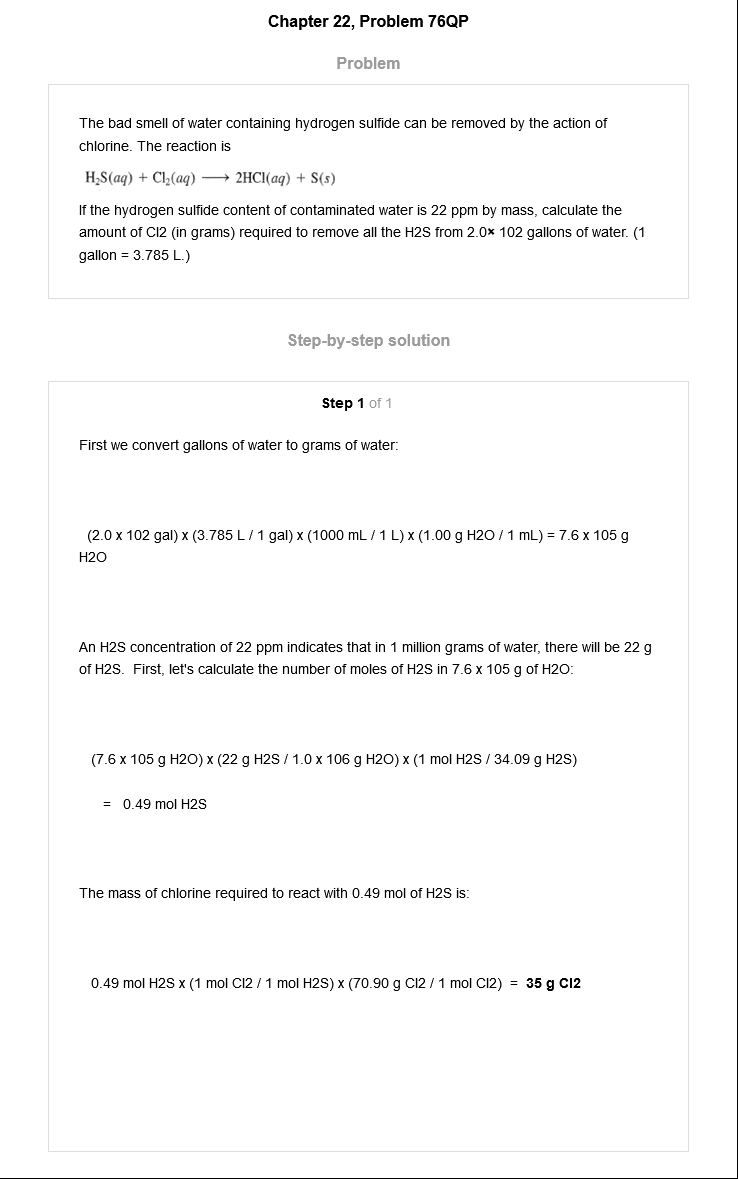 Chapter 22, Problem 76QP
Problem
The bad smell of water containing hydrogen sulfide can be removed by the action of
chlorine. The reaction is
H₂S(aq) + Cl₂(aq) ⟶ 2HCl(aq) + S(s)
If the hydrogen sulfide content of contaminated water is 22 ppm by mass, calculate the
amount of Cl2 (in grams) required to remove all the H2S from 2.0× 102 gallons of water. (1
gallon = 3.785 L.)
Step-by-step solution
Step 1 of 1
First we convert gallons of water to grams of water:
(2.0 x 102 gal) x (3.785 L / 1 gal) x (1000 mL / 1 L) x (1.00 g H2O / 1 mL) = 7.6 x 105 g
H2O
An H2S concentration of 22 ppm indicates that in 1 million grams of water, there will be 22 g
of H2S. First, let's calculate the number of moles of H2S in 7.6 x 105 g of H2O:
(7.6 x 105 g H2O) x (22 g H2S / 1.0 x 106 g H2O) x (1 mol H2S / 34.09 g H2S)
= 0.49 mol H2S
The mass of chlorine required to react with 0.49 mol of H2S is:
0.49 mol H2S x (1 mol Cl2 / 1 mol H2S) x (70.90 g Cl2 / 1 mol Cl2) = 35 g Cl2